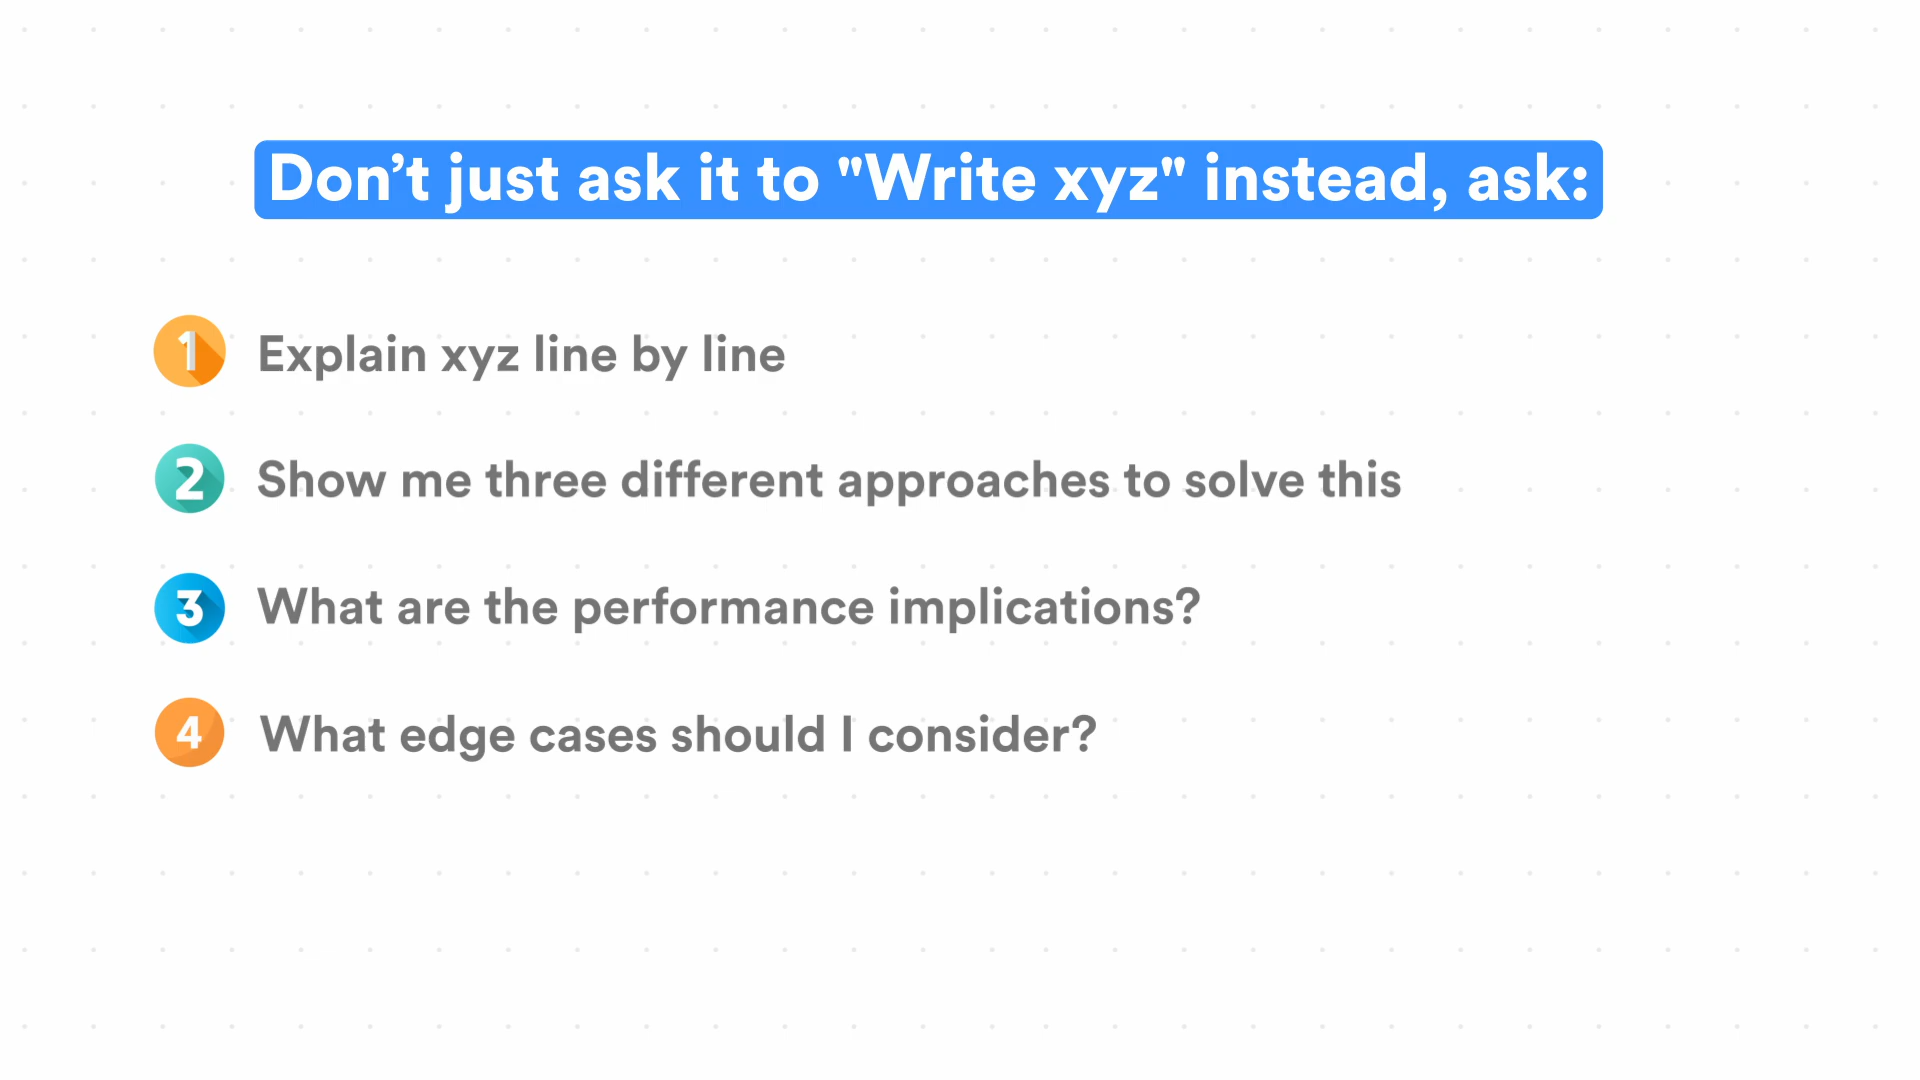 Don’t just ask it to "Write xyz" instead, ask:
1 Explain xyz line by line
2 Show me three different approaches to solve this
3 What are the performance implications?
4 What edge cases should I consider?